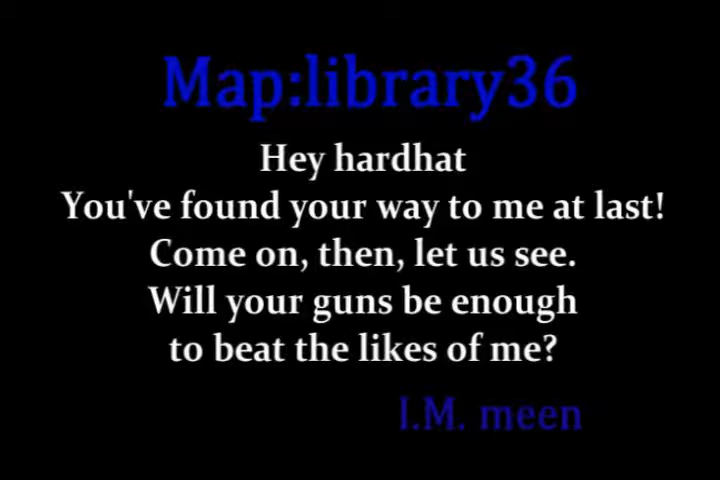 Map:library36
Hey hardhat
You've found your way to me at last!
Come on, then, let us see.
Will your guns be enough
to beat the likes of me?
I.M. meen